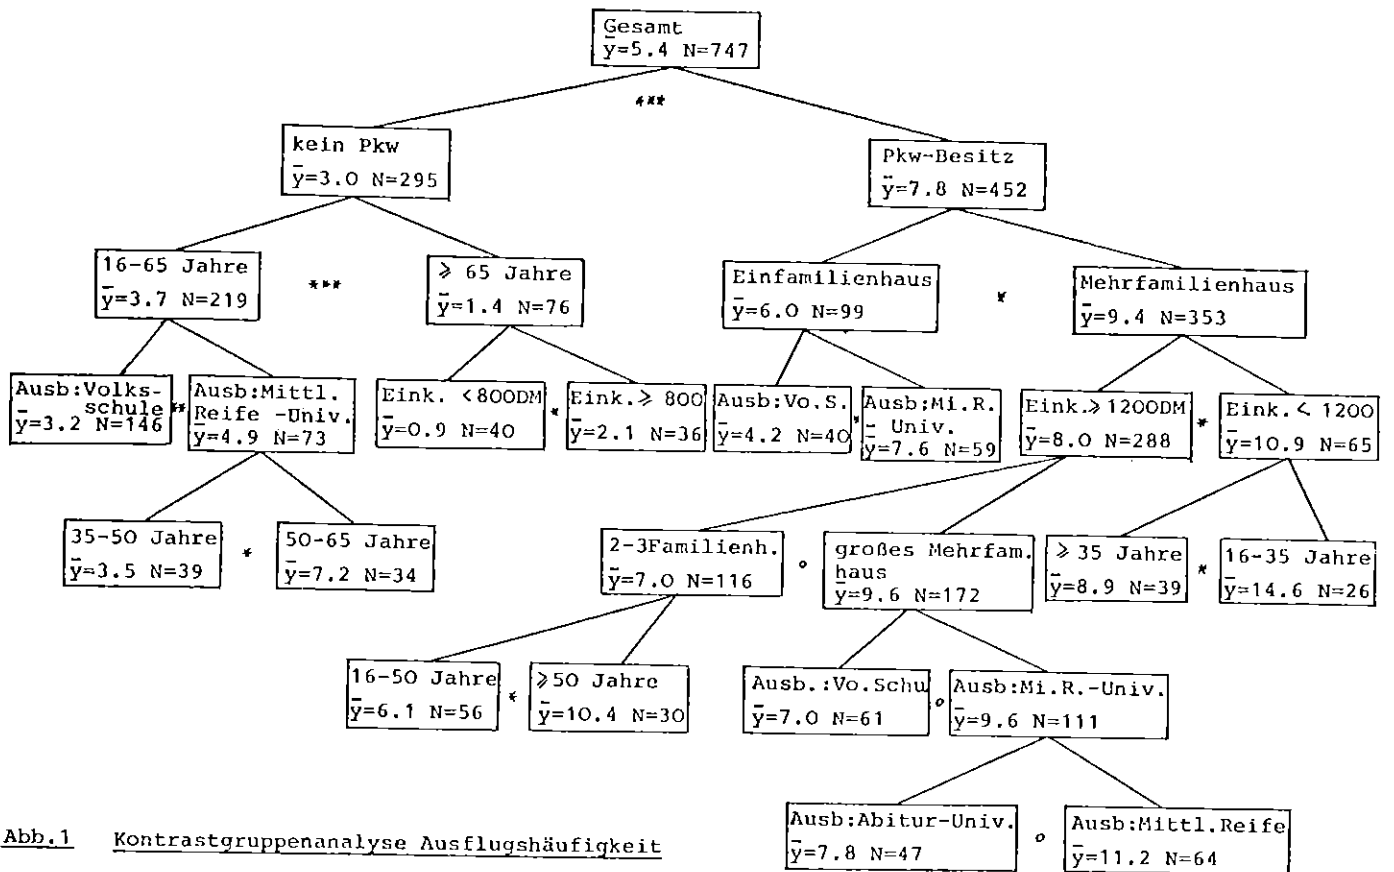 Gesamt
ȳ=5.4 N=747
***
kein Pkw
ȳ=3.0 N=295
Pkw-Besitz
ȳ=7.8 N=452
16-65 Jahre
ȳ=3.7 N=219
***
⩾ 65 Jahre
ȳ=1.4 N=76
Einfamilienhaus
ȳ=6.0 N=99
*
Mehrfamilienhaus
ȳ=9.4 N=353
Ausb:Volks-
schule
ȳ=3.2 N=146
**
Ausb:Mittl.
Reife -Univ.
ȳ=4.9 N=73
Eink. <800DM
ȳ=0.9 N=40
*
Eink.⩾ 800
ȳ=2.1 N=36
Ausb:Vo.S.
ȳ=4.2 N=40
*
Ausb:Mi.R.
- Univ.
ȳ=7.6 N=59
Eink.⩾ 1200DM
ȳ=8.0 N=288
*
Eink.< 1200
ȳ=10.9 N=65
35-50 Jahre
ȳ=3.5 N=39
*
50-65 Jahre
ȳ=7.2 N=34
2-3Familienh.
ȳ=7.0 N=116
o
großes Mehrfam.
haus
ȳ=9.6 N=172
⩾ 35 Jahre
ȳ=8.9 N=39
*
16-35 Jahre
ȳ=14.6 N=26
16-50 Jahre
ȳ=6.1 N=56
*
⩾50 Jahre
ȳ=10.4 N=30
Ausb.:Vo.Schu
ȳ=7.0 N=61
o
Ausb:Mi.R.-Univ.
ȳ=9.6 N=111
Ausb:Abitur-Univ.
ȳ=7.8 N=47
o
Ausb:Mittl.Reife
ȳ=11.2 N=64
Abb.1 Kontrastgruppenanalyse Ausflugshäufigkeit